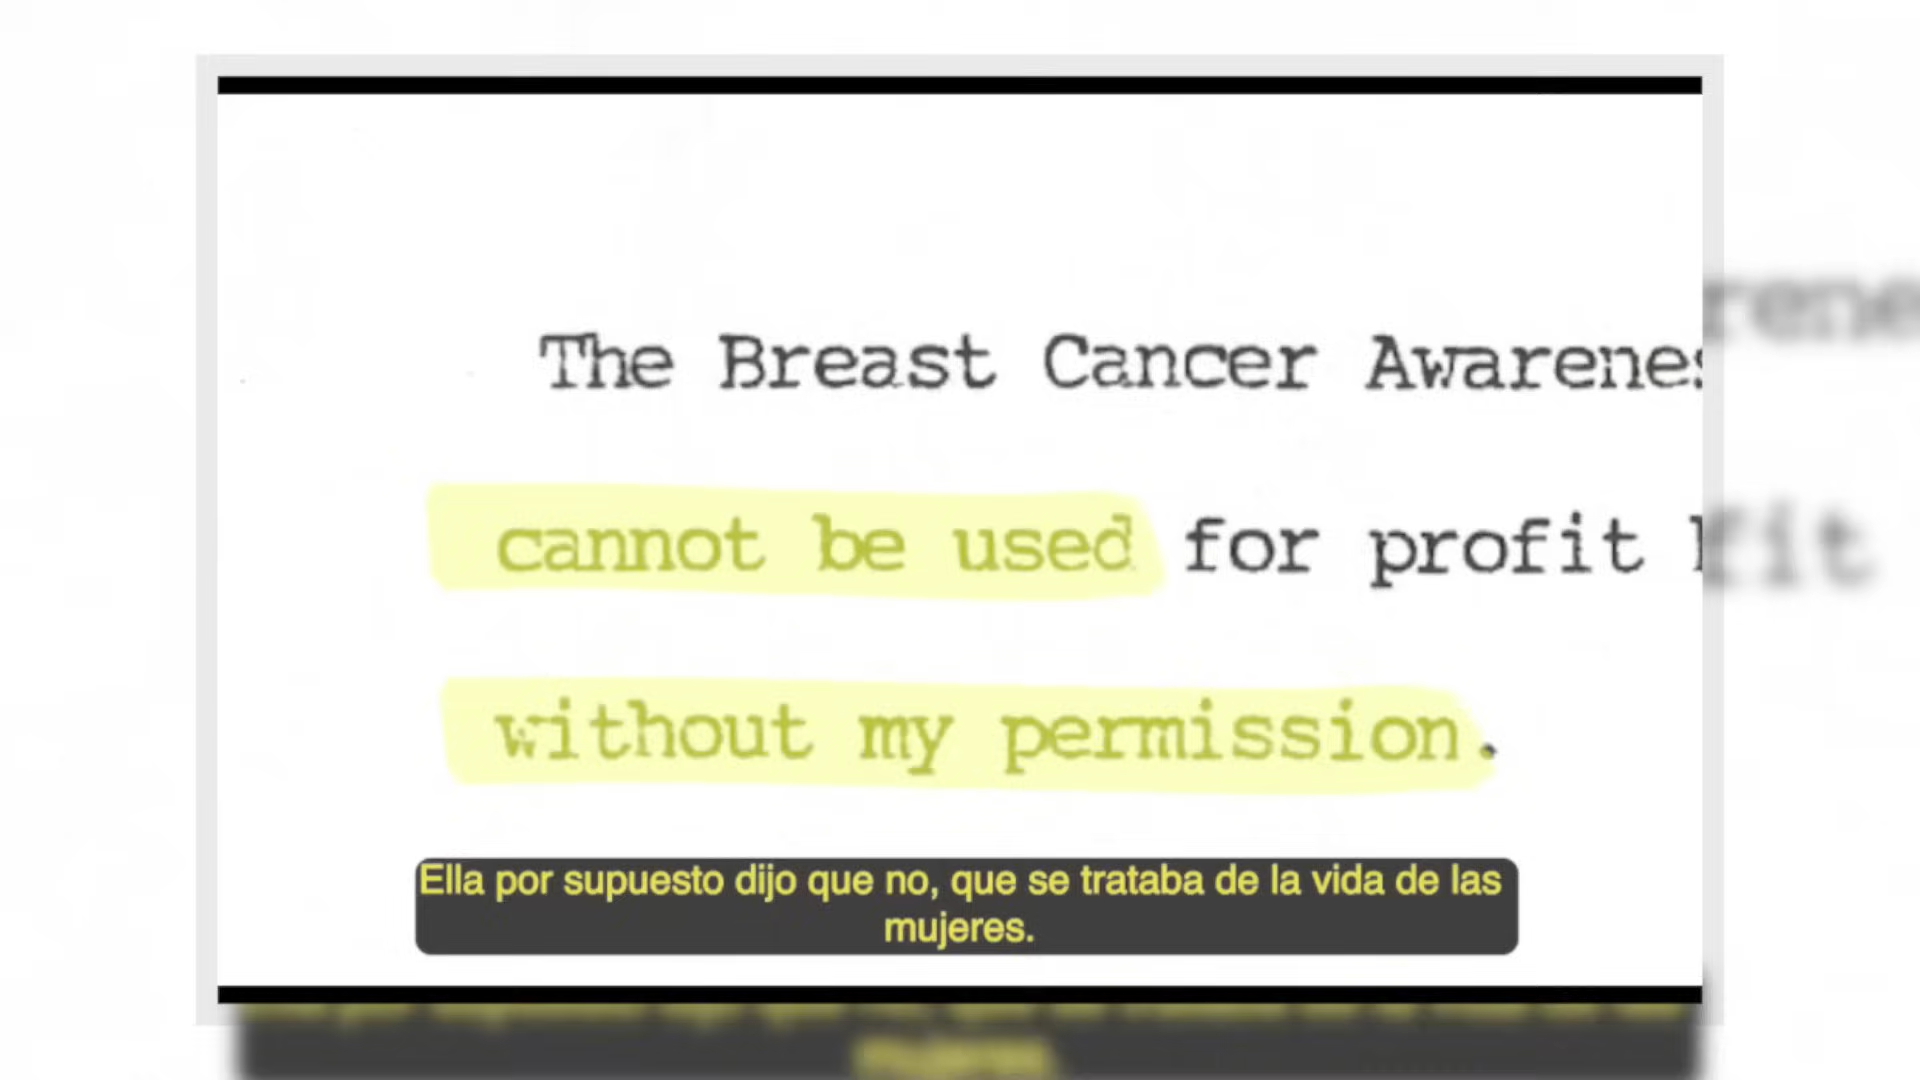 The Breast Cancer Awarenes
cannot be used for profit
without my permission.
Ella por supuesto dijo que no, que se trataba de la vida de las
mujeres.